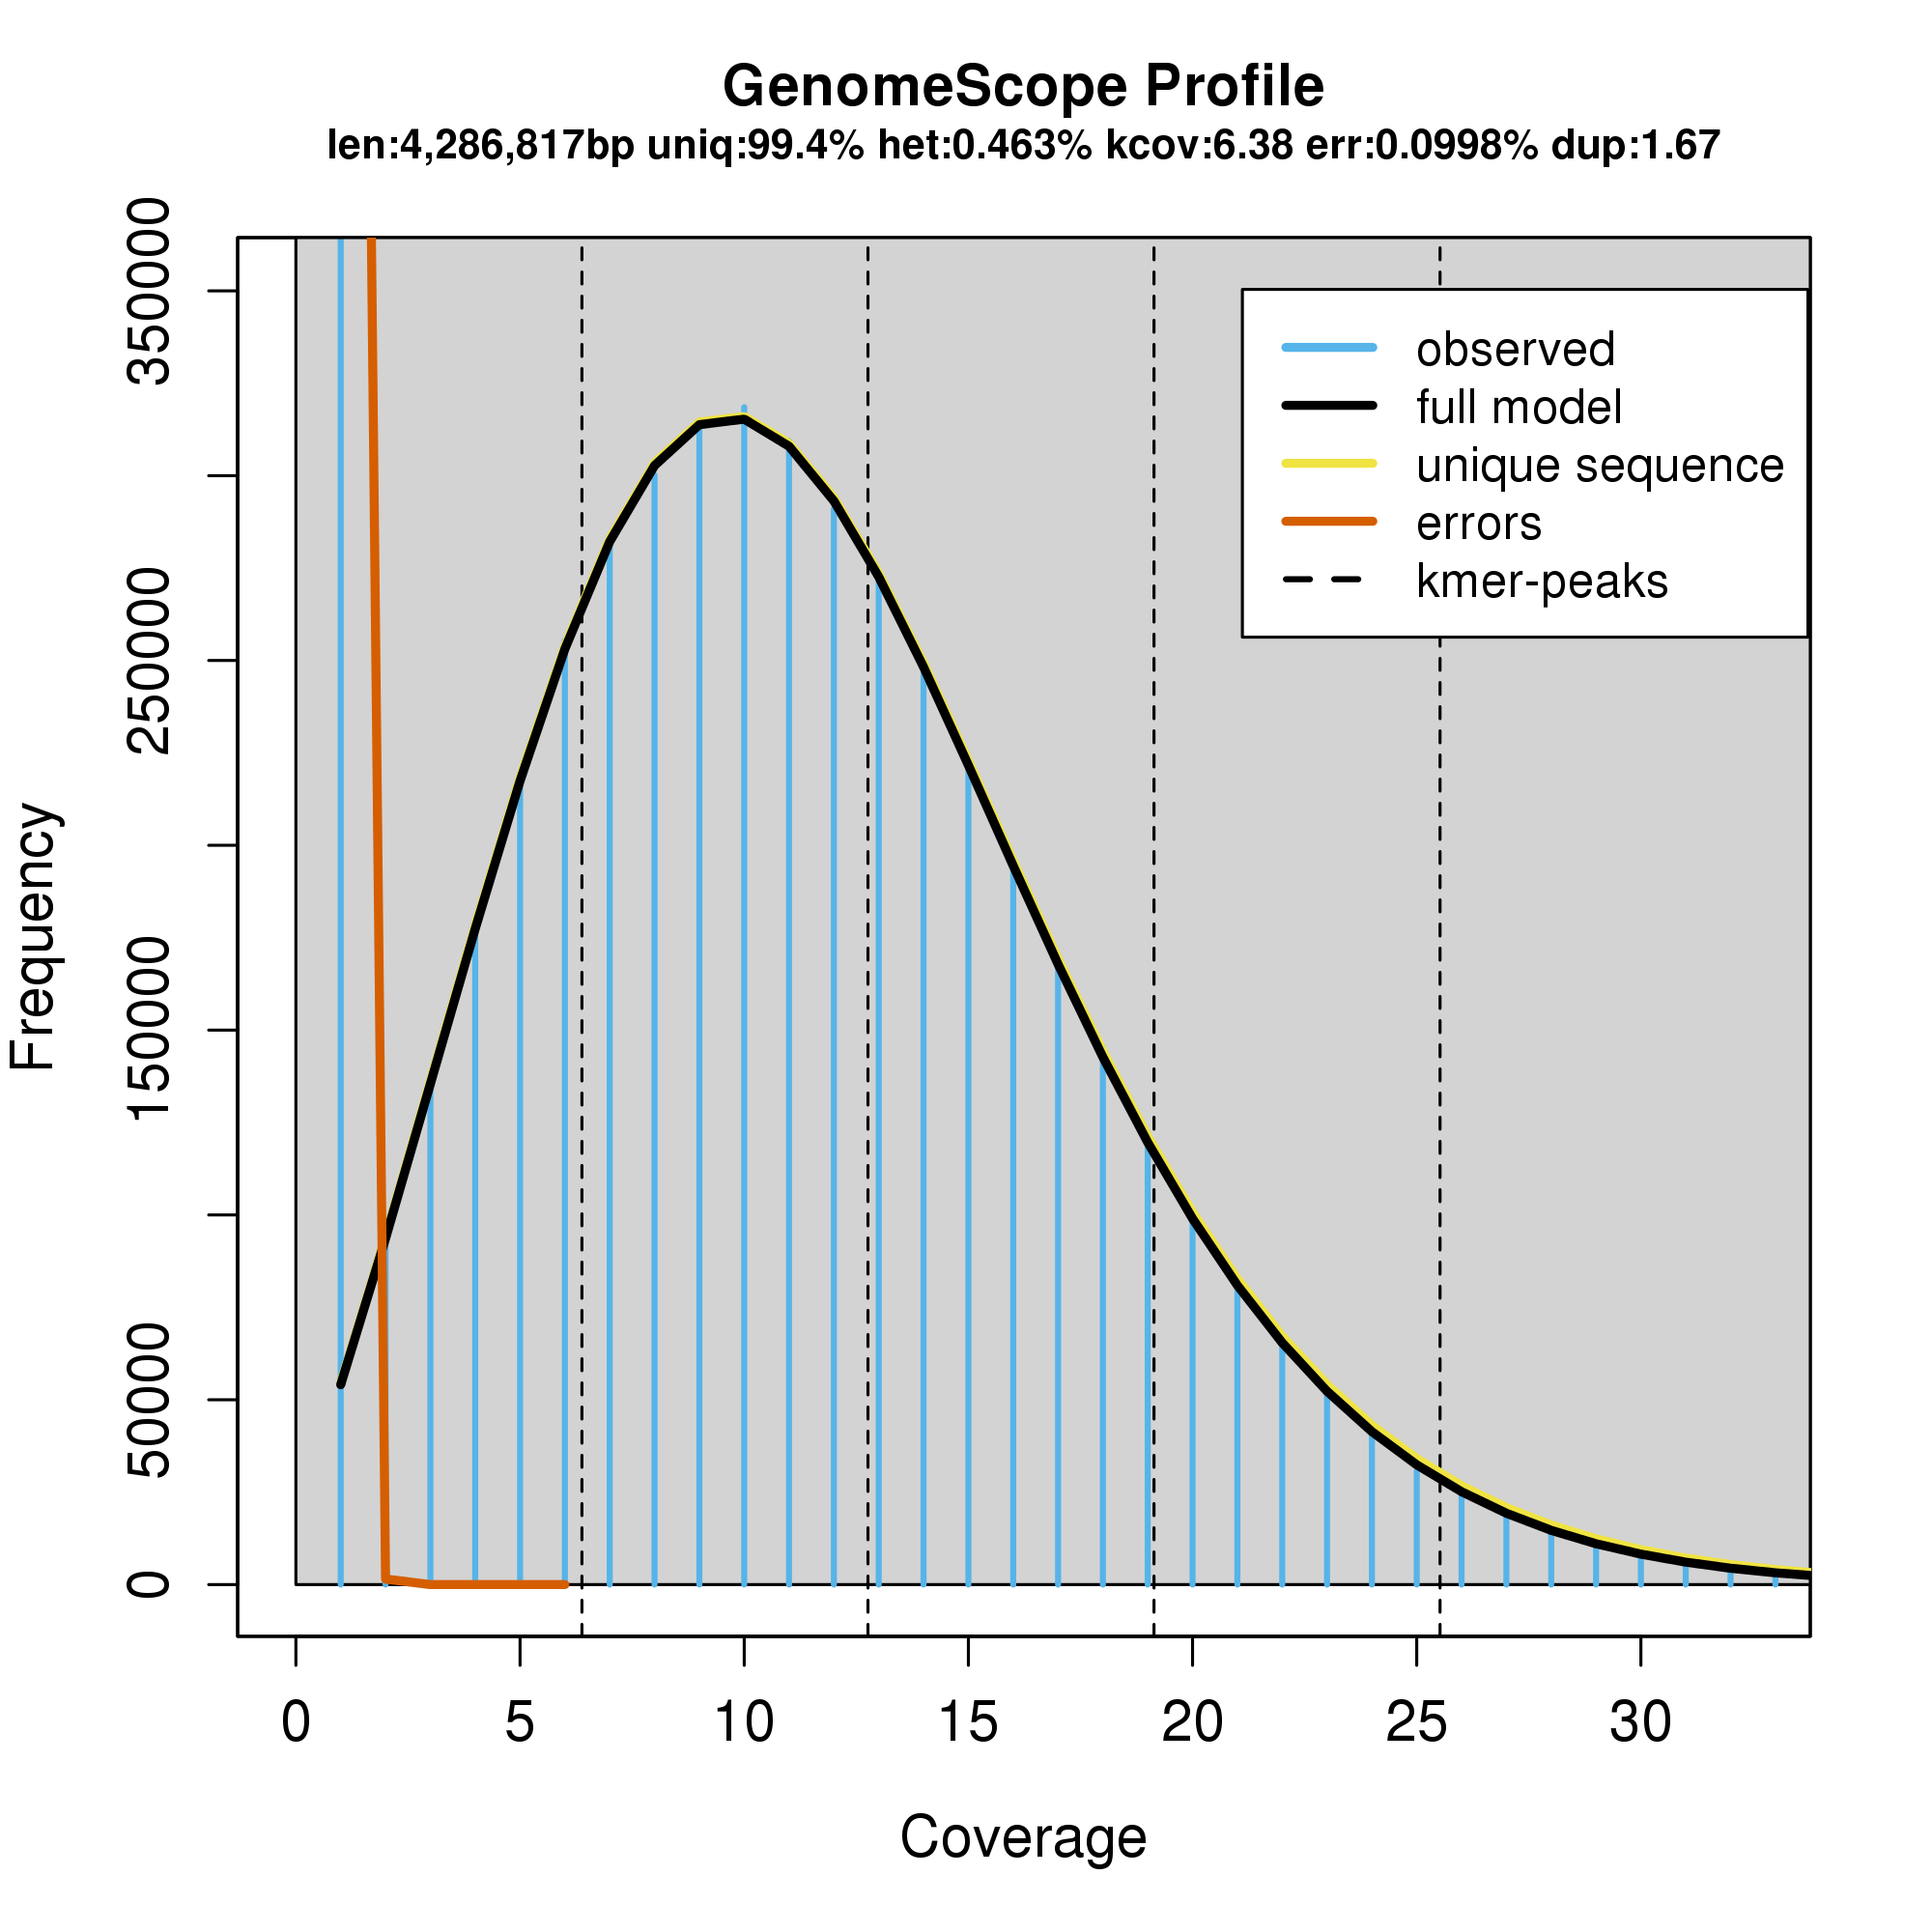 GenomeScope Profile
len:4,286,817bp uniq:99.4% het:0.463% kcov:6.38 err:0.0998% dup:1.67
observed
full model
unique sequence
errors
kmer-peaks
Frequency
350000
250000
150000
50000
0
0 5 10 15 20 25 30
Coverage